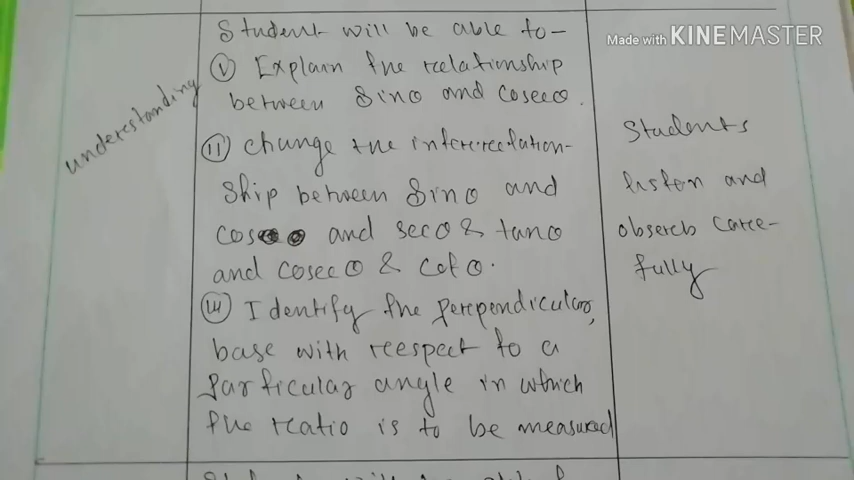 Student will be able to-
Made with KINEMASTER
(i) Explain the relationship
between Sinθ and Cosecθ.
understanding
(ii) change the interrelation-
ship between Sinθ and
cosθ and secθ & tanθ
and cosecθ & cotθ.
(iii) Identify the perpendicular,
base with respect to a
particular angle in which
the ratio is to be measured
Students
listen and
observb care-
fully